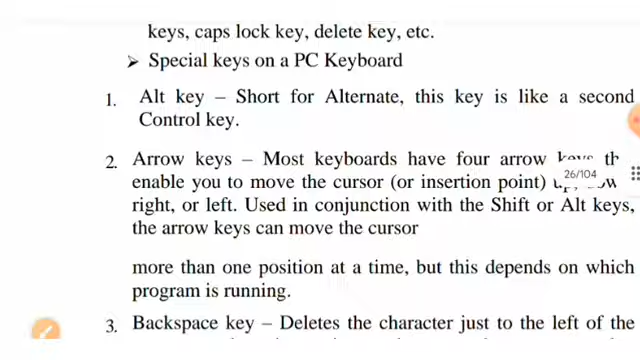 keys, caps lock key, delete key, etc.
➤ Special keys on a PC Keyboard
1. Alt key – Short for Alternate, this key is like a second
Control key.
2. Arrow keys – Most keyboards have four arrow
26/104
enable you to move the cursor (or insertion point)
right, or left. Used in conjunction with the Shift or Alt keys,
the arrow keys can move the cursor
more than one position at a time, but this depends on which
program is running.
3. Backspace key – Deletes the character just to the left of the